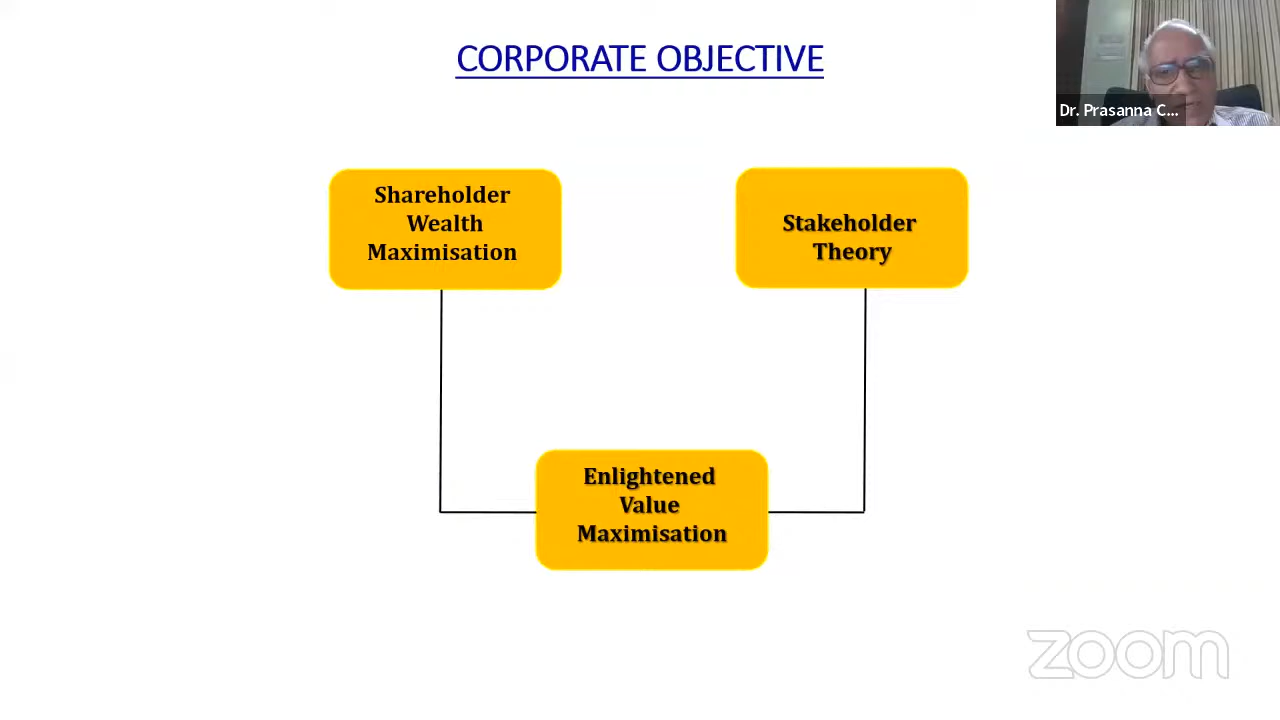 CORPORATE OBJECTIVE
Dr. Prasanna C...
Shareholder
Wealth
Maximisation
Stakeholder
Theory
Enlightened
Value
Maximisation
zoom